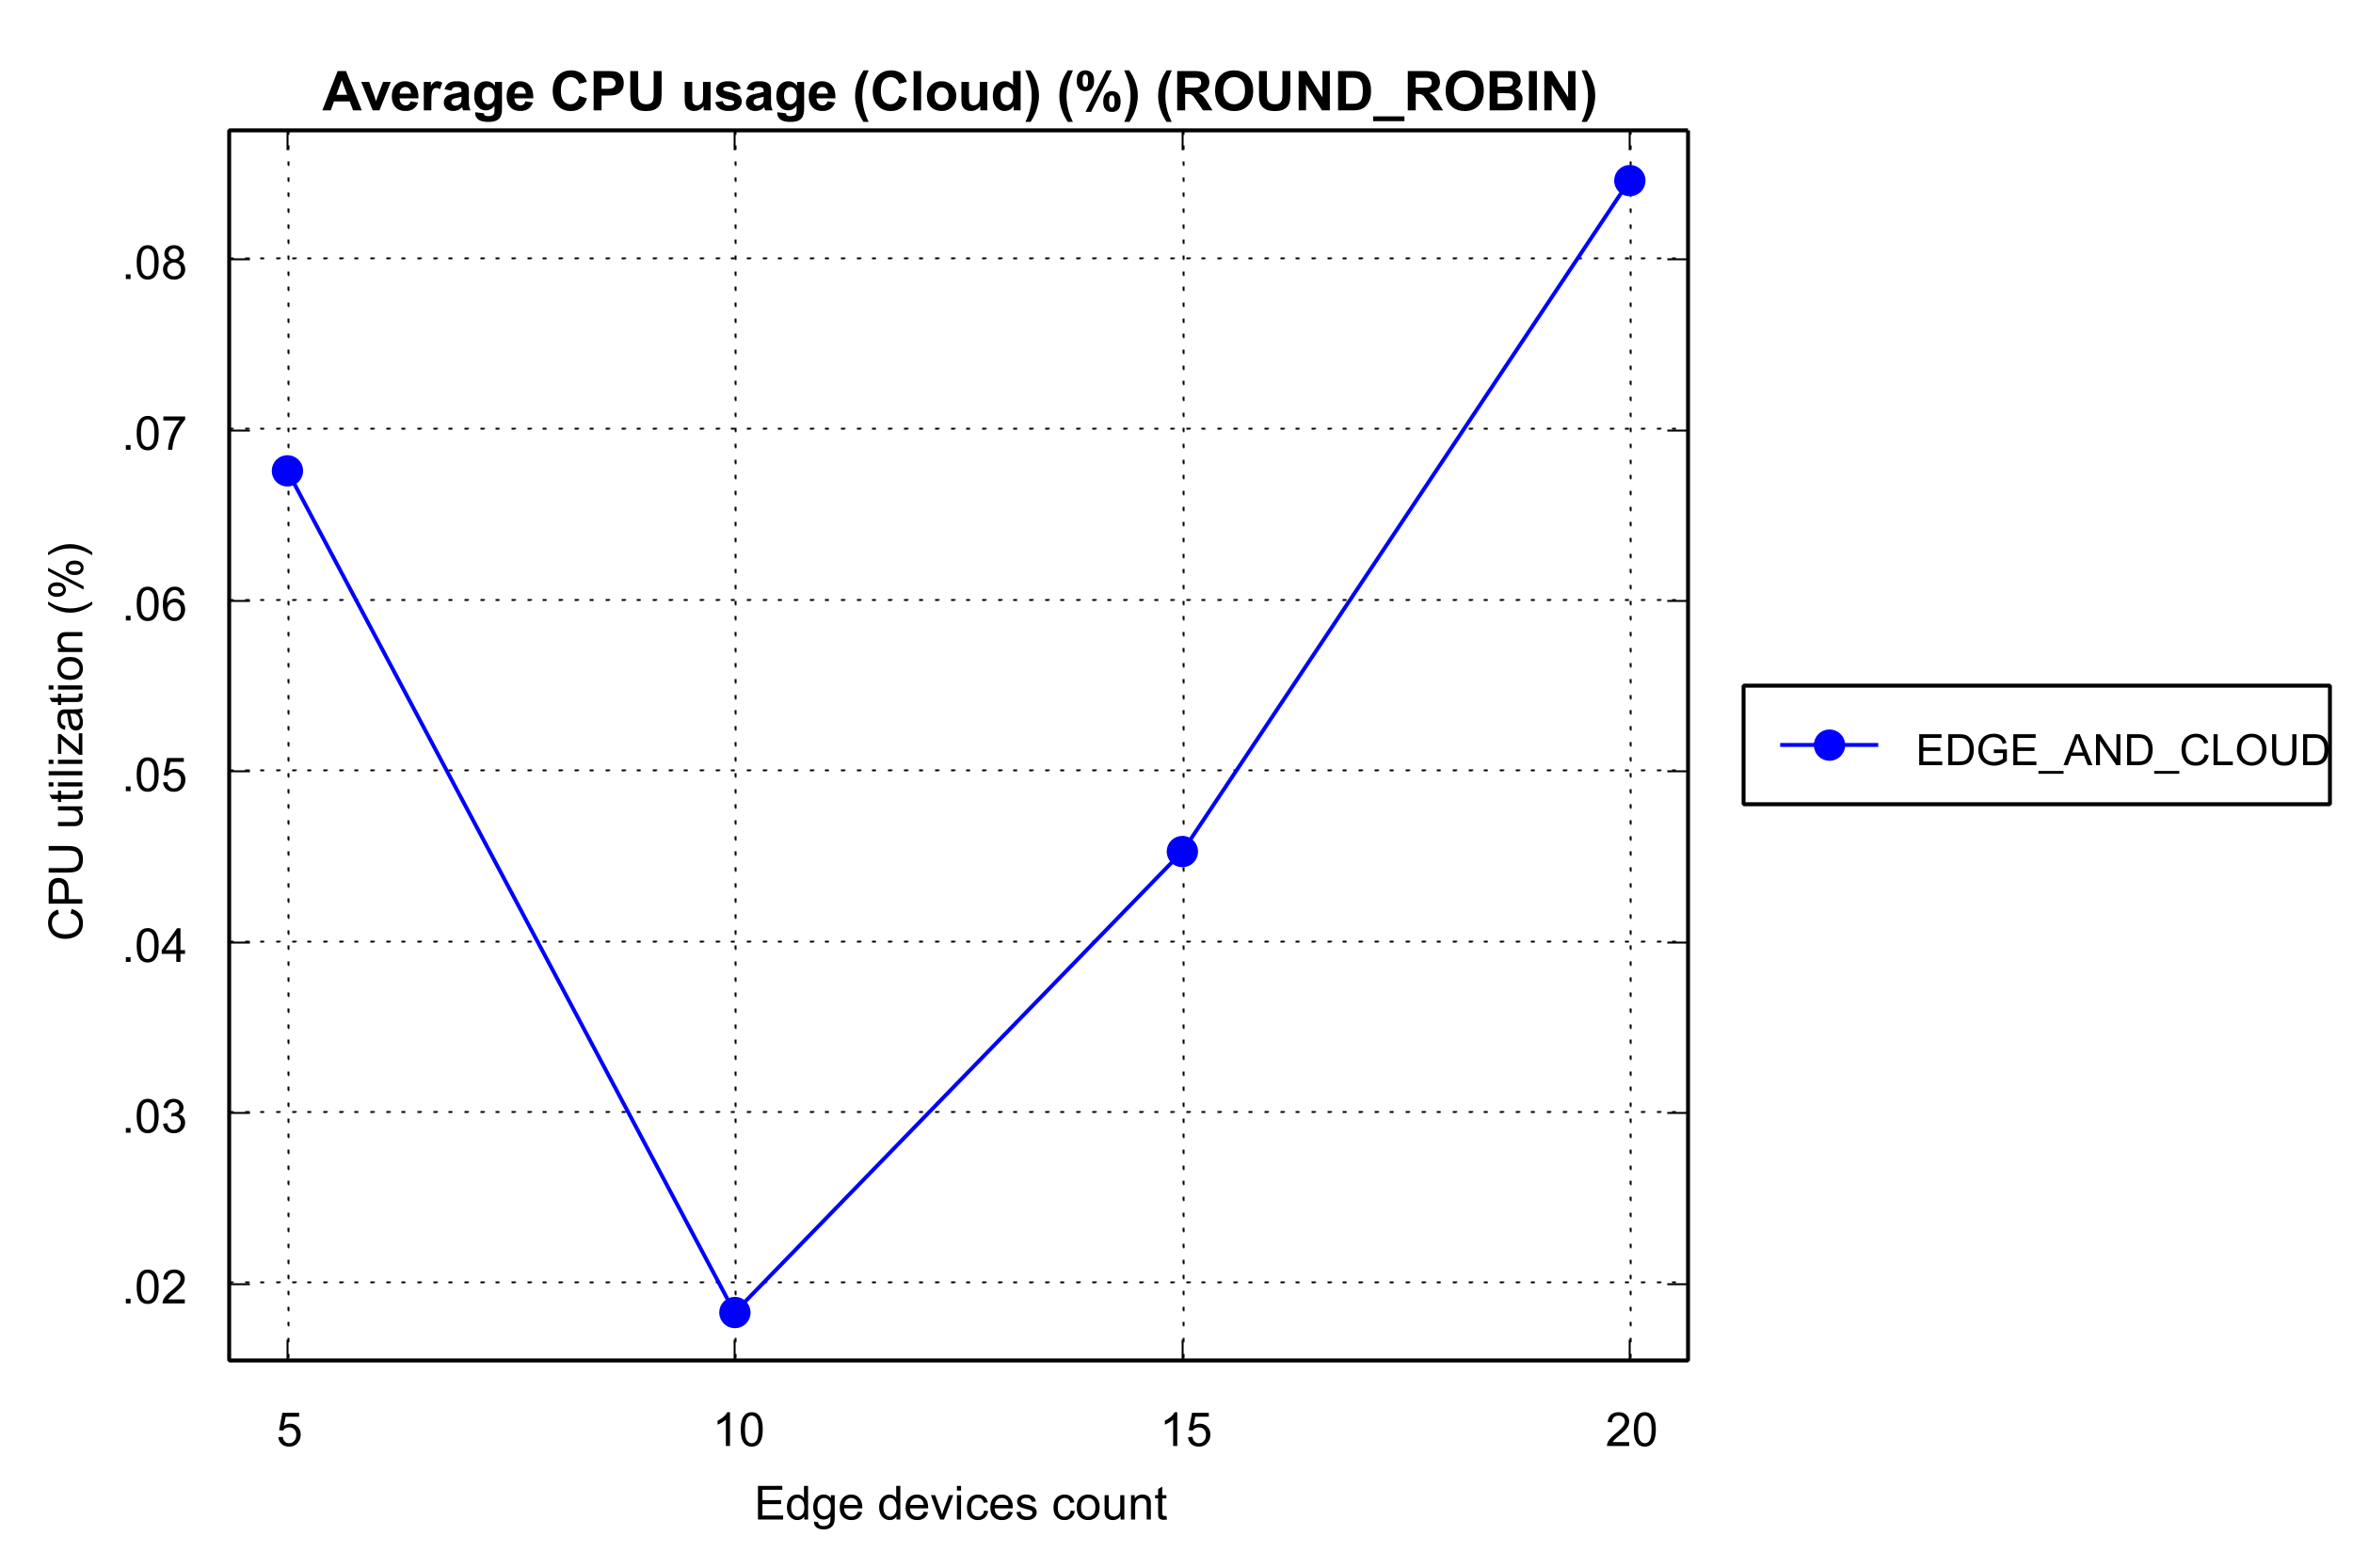 Average CPU usage (Cloud) (%) (ROUND_ROBIN)
.08
.07
.06
.05
.04
.03
.02
CPU utilization (%)
5
10
15
20
Edge devices count
EDGE_AND_CLOUD